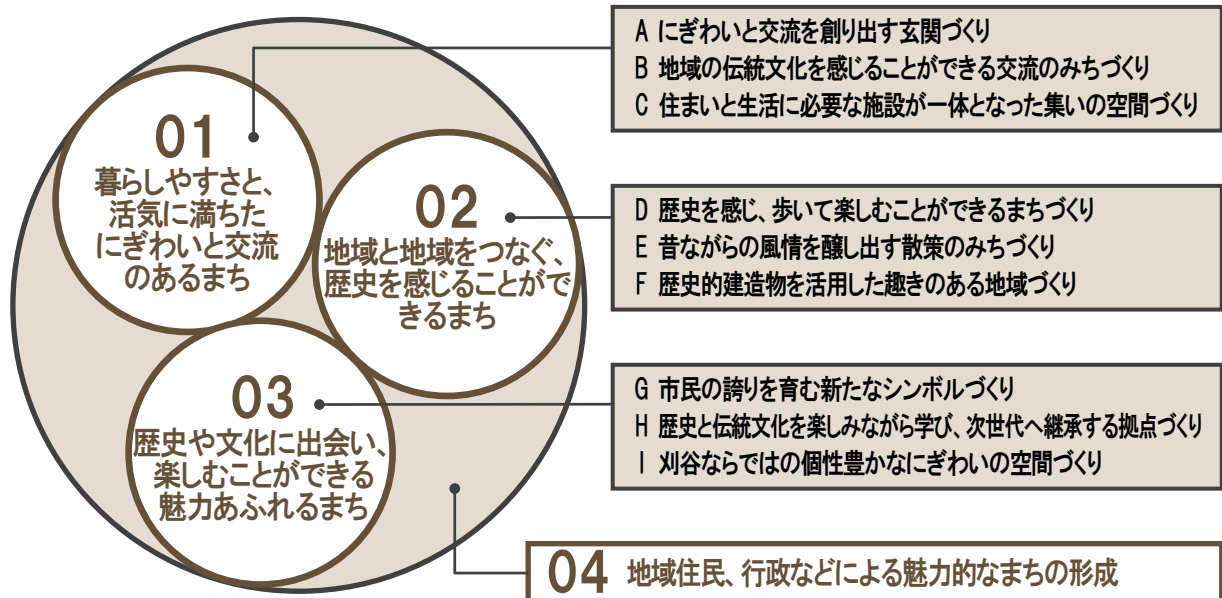 01
暮らしやすさと、
活気に満ちた
にぎわいと交流
のあるまち
02
地域と地域をつなぐ、
歴史を感じることがで
きるまち
03
歴史や文化に出会い、
楽しむことができる
魅力あふれるまち
A にぎわいと交流を創り出す玄関づくり
B 地域の伝統文化を感じることができる交流のみちづくり
C 住まいと生活に必要な施設が一体となった集いの空間づくり
D 歴史を感じ、歩いて楽しむことができるまちづくり
E 昔ながらの風情を醸し出す散策のみちづくり
F 歴史的建造物を活用した趣きのある地域づくり
G 市民の誇りを育む新たなシンボルづくり
H 歴史と伝統文化を楽しみながら学び、次世代へ継承する拠点づくり
I 刈谷ならではの個性豊かなにぎわいの空間づくり
04 地域住民、行政などによる魅力的なまちの形成